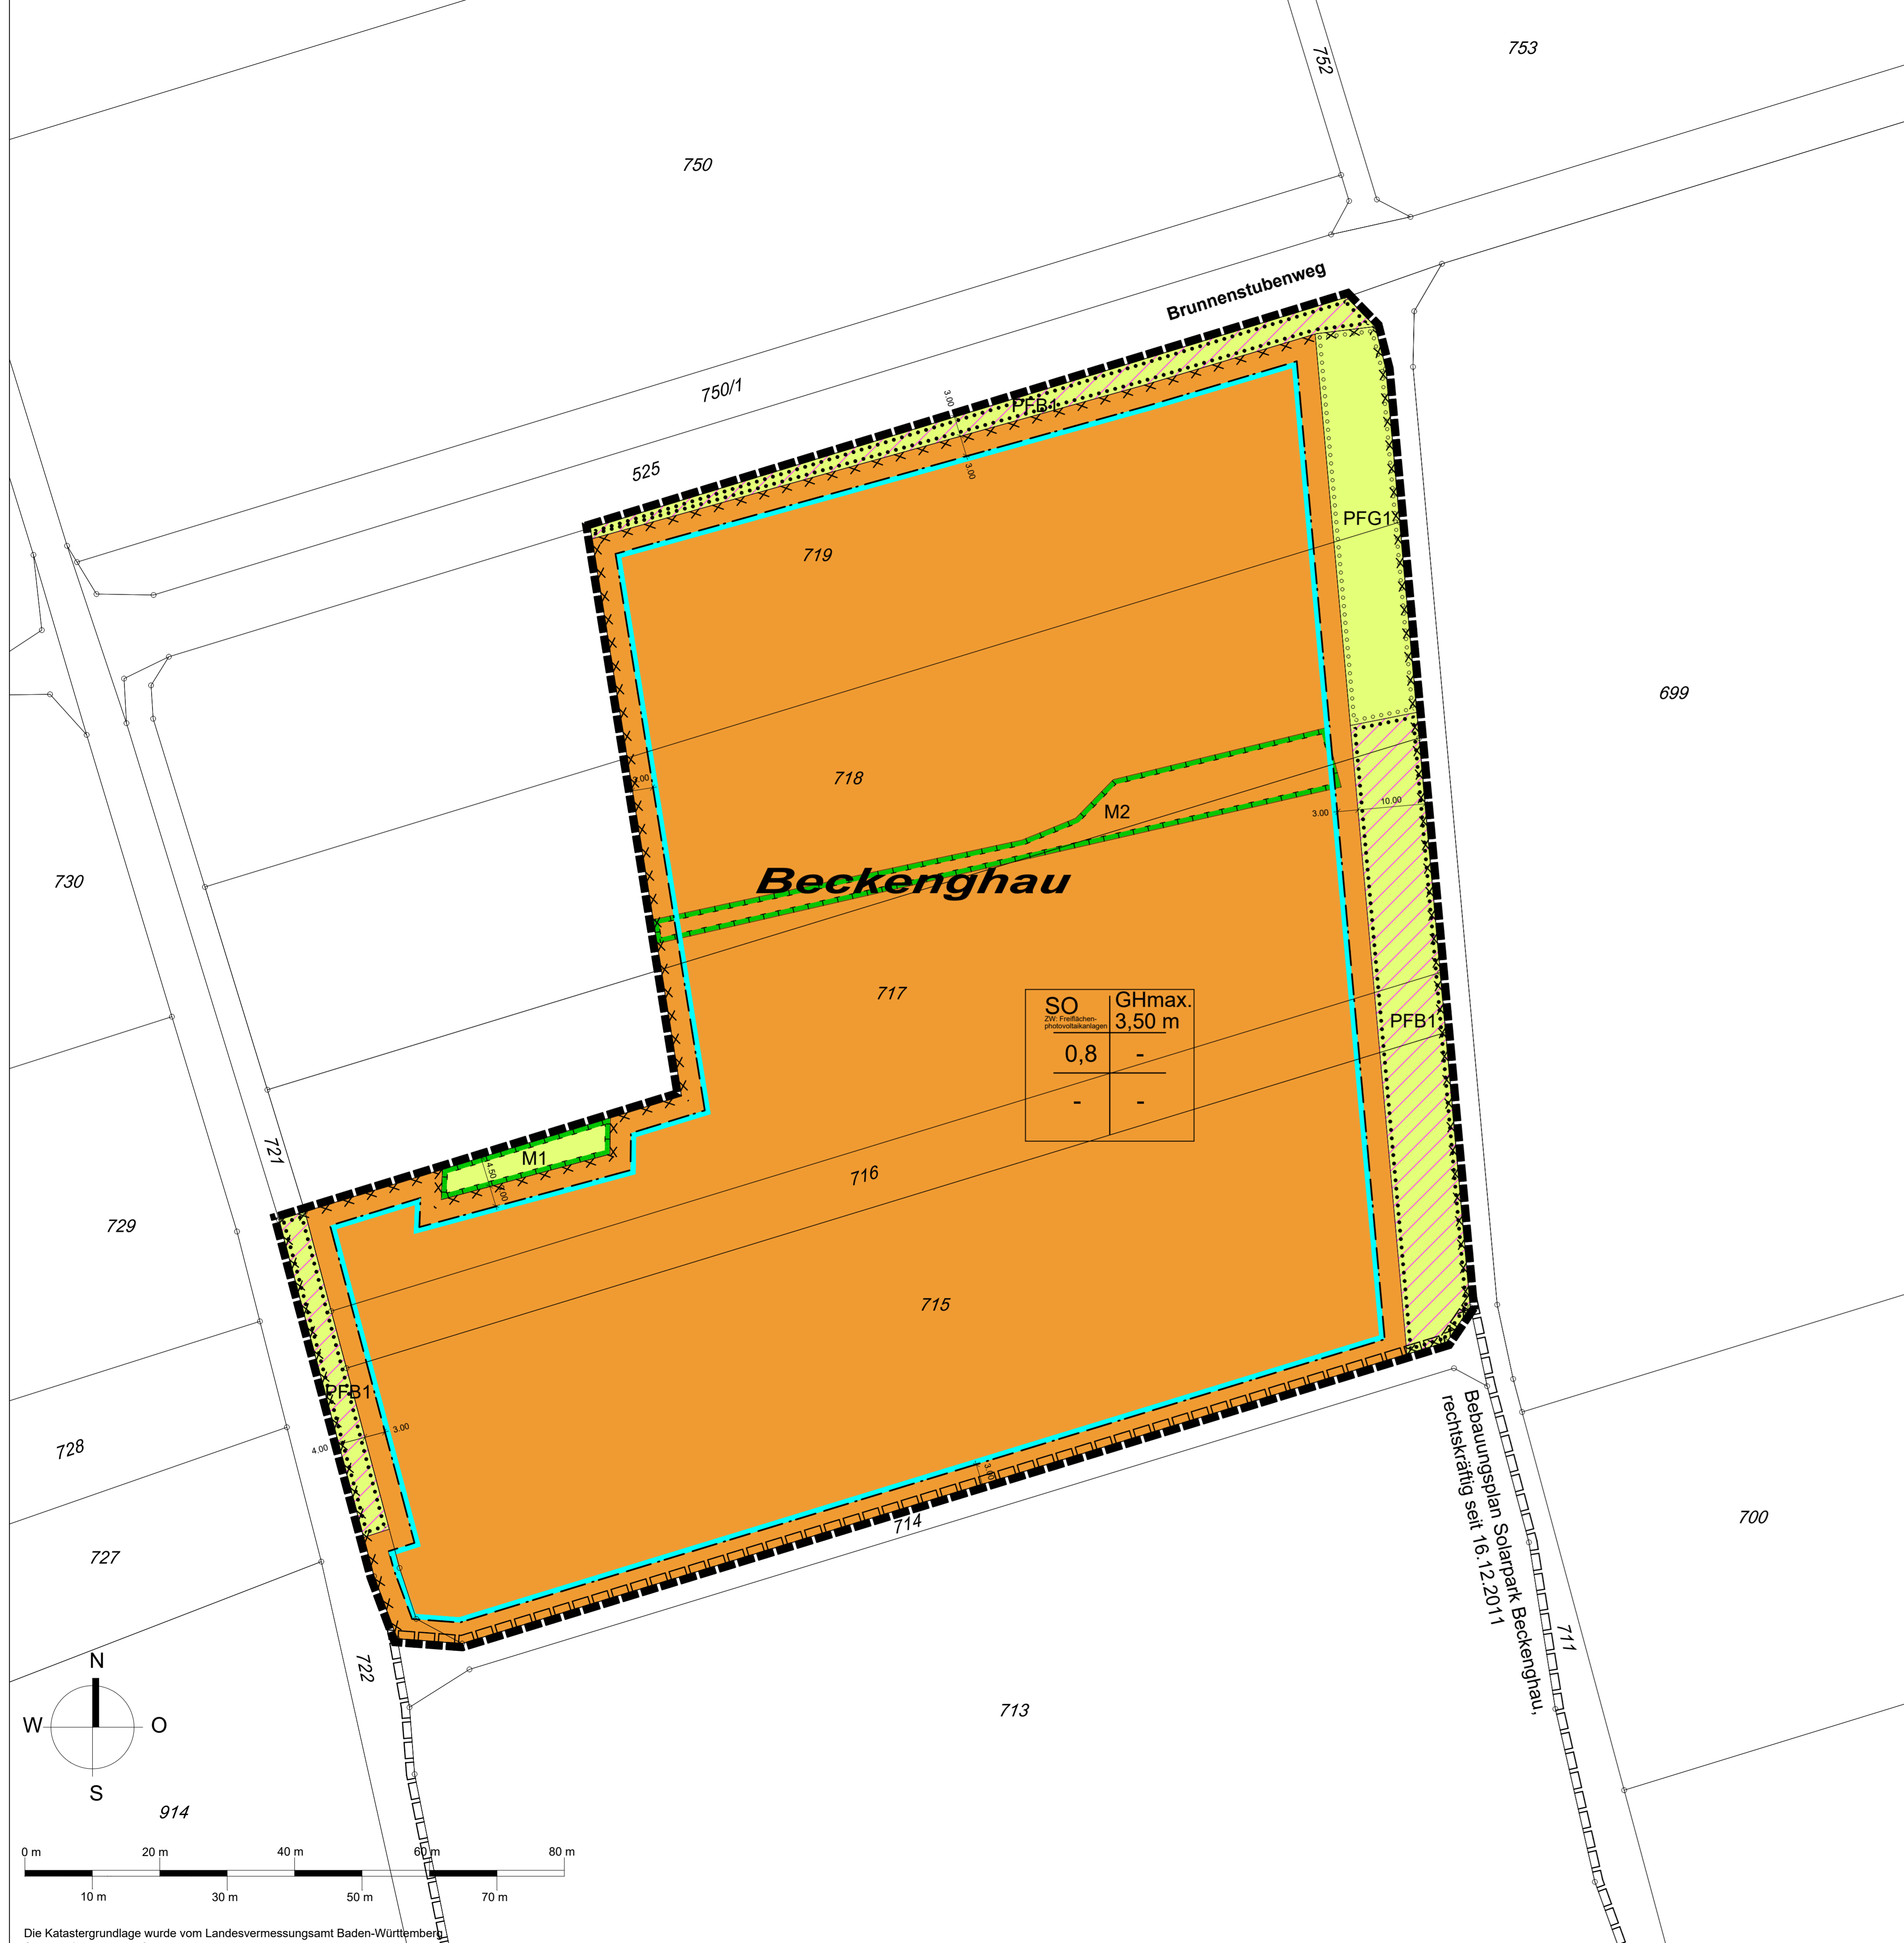 752
753
750
Brunnenstubenweg
750/1
525
3.00
PFB1
3.00
719
PFG1
699
3.00
718
M2
10.00
3.00
730
Beckenghau
717
SO
ZW: Freiflächen-
photovoltaikanlagen
GHmax.
3,50 m
0,8
-
-
-
PFB1
721
M1
4.50
716
729
715
PFB1
4.00
3.00
728
3.00
714
Bebauungsplan Solarpark Beckenghau,
rechtskräftig seit 16.12.2011
700
727
711
722
N
W
O
S
713
914
0 m
20 m
40 m
60 m
80 m
10 m
30 m
50 m
70 m
Die Katastergrundlage wurde vom Landesvermessungsamt Baden-Württemberg